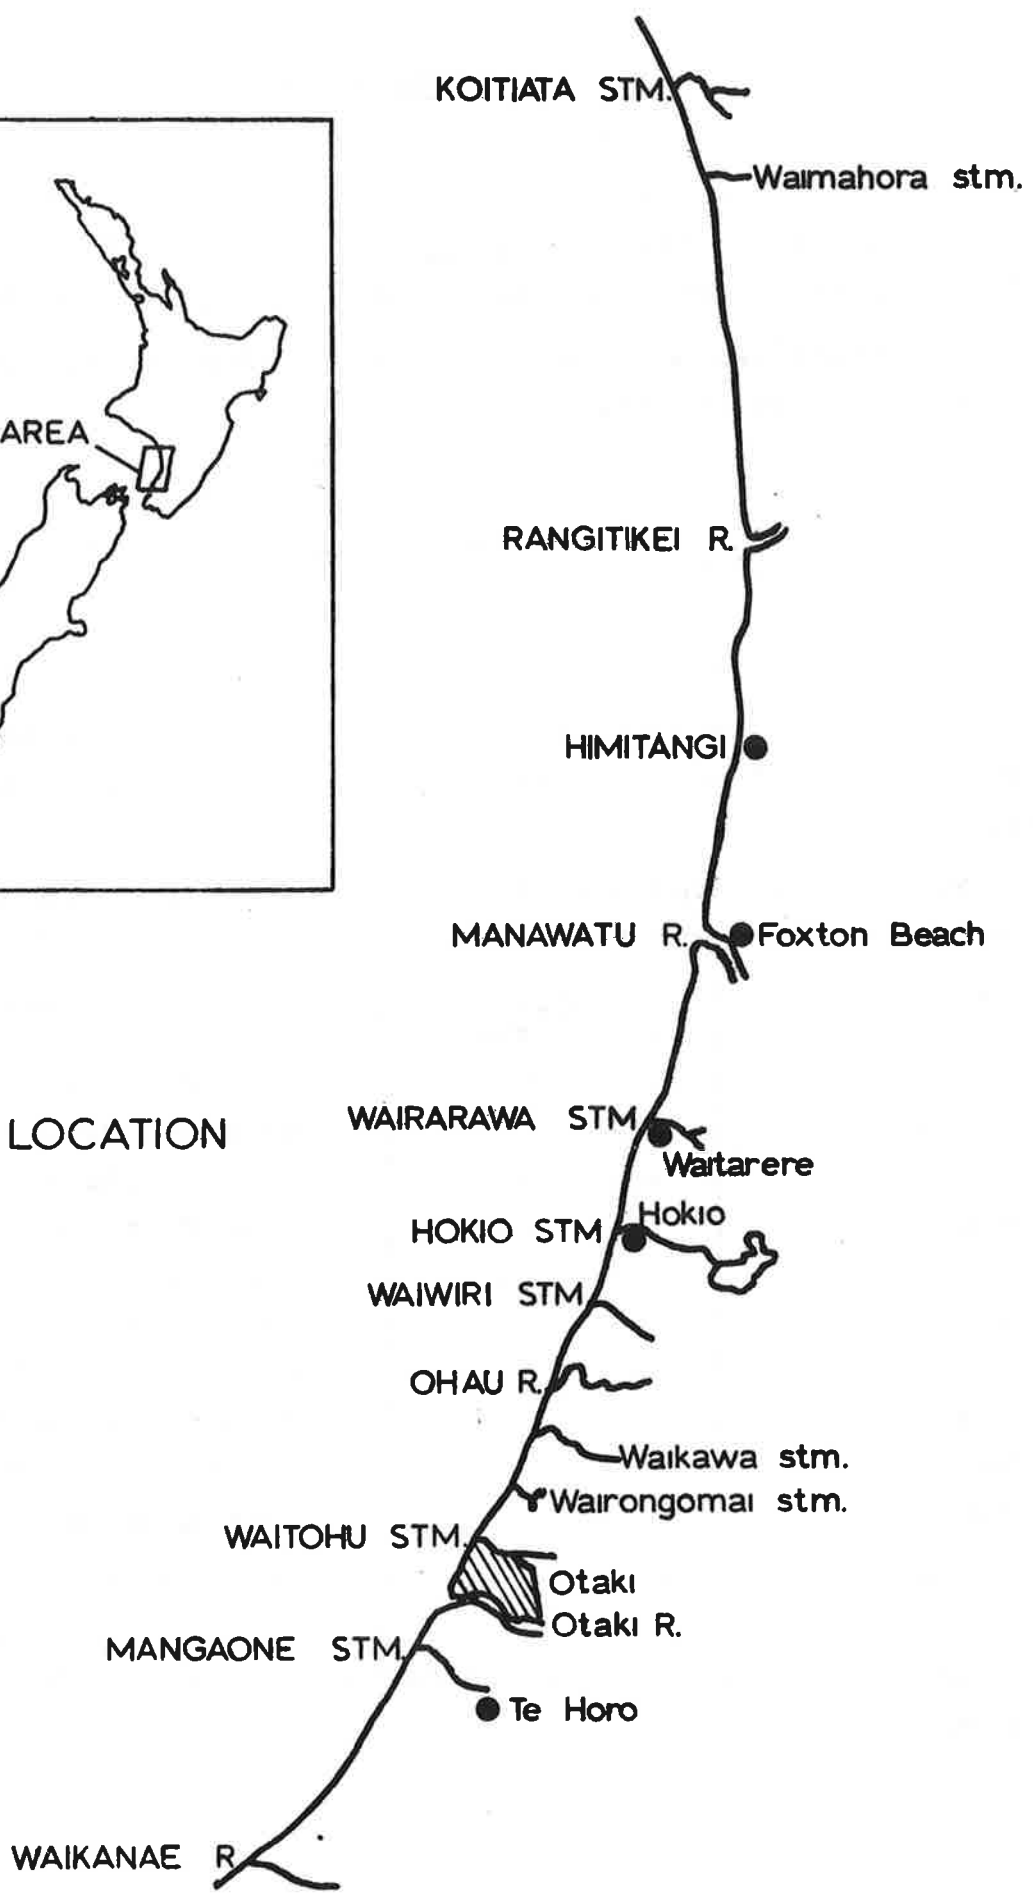 KOITIATA STM.
Waimahora stm.
AREA
RANGITIKEI R.
HIMITANGI
MANAWATU R.
Foxton Beach
LOCATION
WAIRARAWA STM
Waitarere
Hokio
HOKIO STM
WAIWIRI STM
OHAU R.
Waikawa stm.
Wairongomai stm.
WAITOHU STM.
Otaki
Otaki R.
MANGAONE STM.
Te Horo
WAIKANAE R